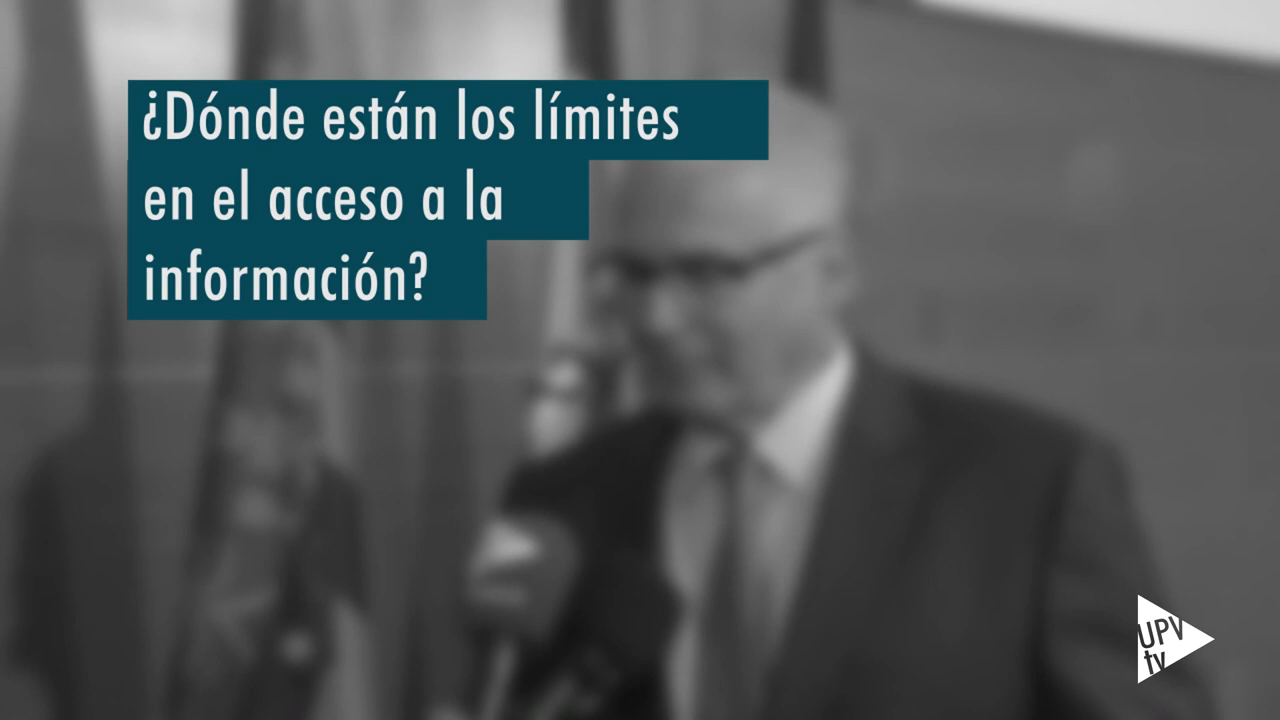 ¿Dónde están los límites
en el acceso a la
información?
UPV
tv